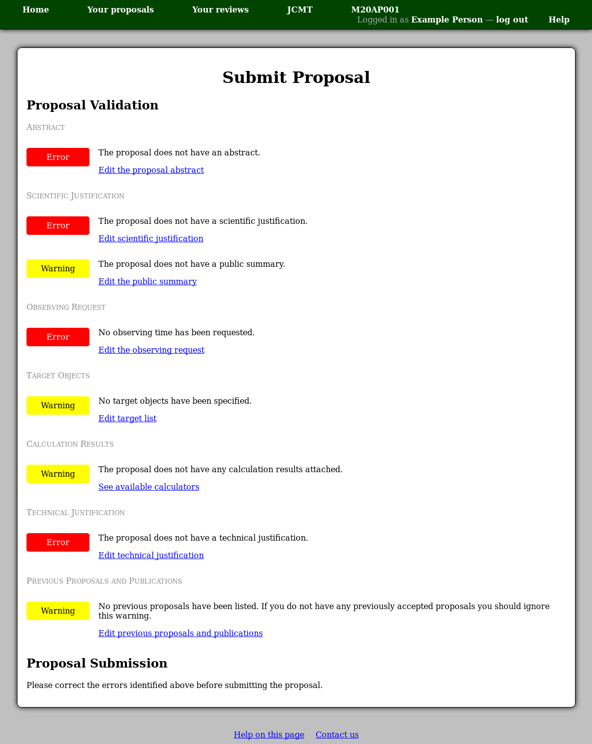 Home Your proposals Your reviews JCMT M20AP001
Logged in as Example Person — log out Help
Submit Proposal
Proposal Validation
Abstract
Error The proposal does not have an abstract.
Edit the proposal abstract
Scientific Justification
Error The proposal does not have a scientific justification.
Edit scientific justification
Warning The proposal does not have a public summary.
Edit the public summary
Observing Request
Error No observing time has been requested.
Edit the observing request
Target Objects
Warning No target objects have been specified.
Edit target list
Calculation Results
Warning The proposal does not have any calculation results attached.
See available calculators
Technical Justification
Error The proposal does not have a technical justification.
Edit technical justification
Previous Proposals and Publications
Warning No previous proposals have been listed. If you do not have any previously accepted proposals you should ignore
this warning.
Edit previous proposals and publications
Proposal Submission
Please correct the errors identified above before submitting the proposal.
Help on this page Contact us